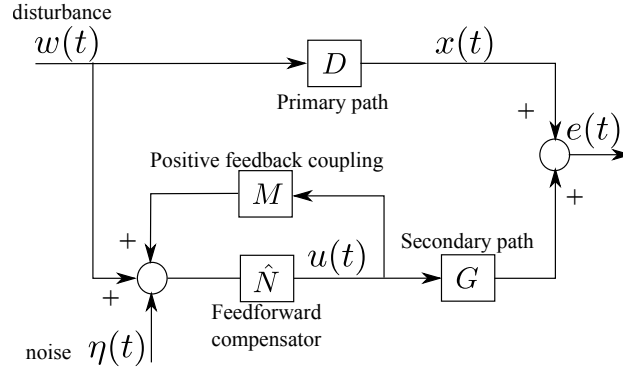 disturbance
w(t)
D
x(t)
Primary path
+
e(t)
Positive feedback coupling
M
+
+
Secondary path
u(t)
N̂
G
+
Feedforward
compensator
noise η(t)